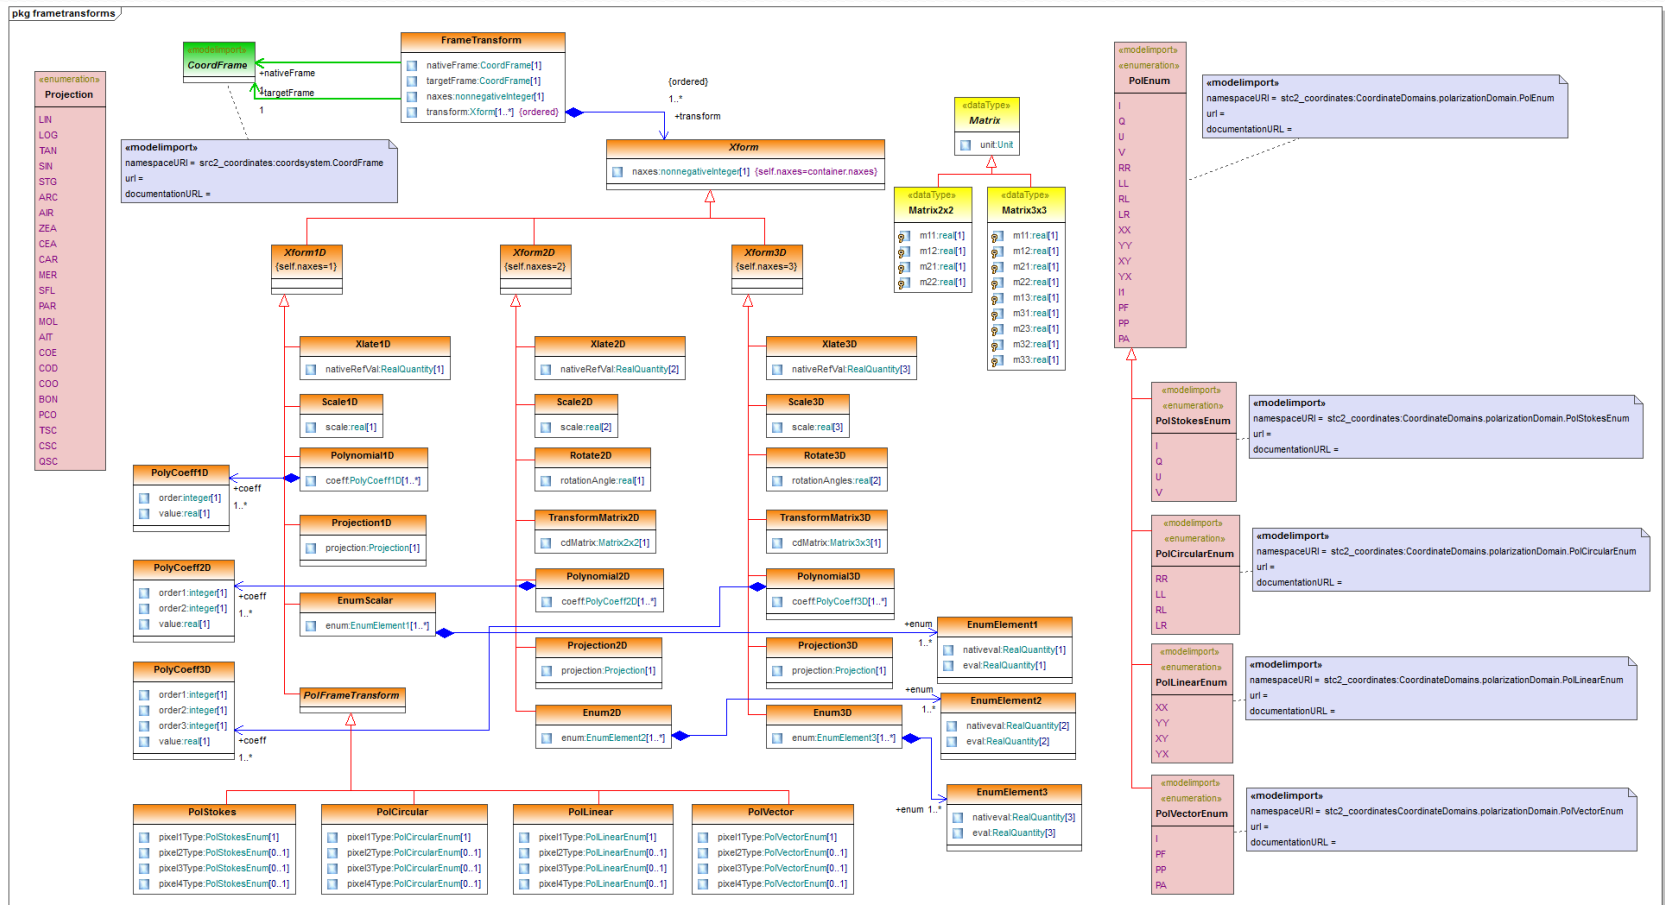 pkg frametransforms
«enumeration»
Projection
LIN
LOG
TAN
SIN
STG
ARC
AIR
ZEA
CEA
CAR
MER
SFL
PAR
MOL
AIT
COE
COD
COO
BON
PCO
TSC
CSC
QSC
«modelimport»
CoordFrame
+nativeFrame
1
+targetFrame
1
«modelimport»
namespaceURI = src2_coordinates:coordsystem.CoordFrame
url =
documentationURL =
FrameTransform
nativeFrame:CoordFrame[1]
targetFrame:CoordFrame[1]
naxes:nonnegativeInteger[1]
transform:Xform[1..*] {ordered}
{ordered}
1..*
+transform
Xform
naxes:nonnegativeInteger[1] {self.naxes=container.naxes}
«dataType»
Matrix
unit:Unit
«dataType»
Matrix2x2
m11:real[1]
m12:real[1]
m21:real[1]
m22:real[1]
«dataType»
Matrix3x3
m11:real[1]
m12:real[1]
m21:real[1]
m22:real[1]
m13:real[1]
m31:real[1]
m23:real[1]
m32:real[1]
m33:real[1]
Xform1D
{self.naxes=1}
Xform2D
{self.naxes=2}
Xform3D
{self.naxes=3}
Xlate1D
nativeRefVal:RealQuantity[1]
Scale1D
scale:real[1]
Polynomial1D
coeff:PolyCoeff1D[1..*]
Projection1D
projection:Projection[1]
EnumScalar
enum:EnumElement1[1..*]
PolFrameTransform
Xlate2D
nativeRefVal:RealQuantity[2]
Scale2D
scale:real[2]
Rotate2D
rotationAngle:real[1]
TransformMatrix2D
cdMatrix:Matrix2x2[1]
Polynomial2D
coeff:PolyCoeff2D[1..*]
Projection2D
projection:Projection[1]
Enum2D
enum:EnumElement2[1..*]
Xlate3D
nativeRefVal:RealQuantity[3]
Scale3D
scale:real[3]
Rotate3D
rotationAngles:real[2]
TransformMatrix3D
cdMatrix:Matrix3x3[1]
Polynomial3D
coeff:PolyCoeff3D[1..*]
Projection3D
projection:Projection[1]
Enum3D
enum:EnumElement3[1..*]
PolyCoeff1D
order:integer[1]
value:real[1]
+coeff
1..*
PolyCoeff2D
order1:integer[1]
order2:integer[1]
value:real[1]
+coeff
1..*
PolyCoeff3D
order1:integer[1]
order2:integer[1]
order3:integer[1]
value:real[1]
+coeff
1..*
+enum
1..*
EnumElement1
nativeval:RealQuantity[1]
eval:RealQuantity[1]
+enum
1..*
EnumElement2
nativeval:RealQuantity[2]
eval:RealQuantity[2]
+enum 1..*
EnumElement3
nativeval:RealQuantity[3]
eval:RealQuantity[3]
PolStokes
pixel1Type:PolStokesEnum[1]
pixel2Type:PolStokesEnum[0..1]
pixel3Type:PolStokesEnum[0..1]
pixel4Type:PolStokesEnum[0..1]
PolCircular
pixel1Type:PolCircularEnum[1]
pixel2Type:PolCircularEnum[0..1]
pixel3Type:PolCircularEnum[0..1]
pixel4Type:PolCircularEnum[0..1]
PolLinear
pixel1Type:PolLinearEnum[1]
pixel2Type:PolLinearEnum[0..1]
pixel3Type:PolLinearEnum[0..1]
pixel4Type:PolLinearEnum[0..1]
PolVector
pixel1Type:PolVectorEnum[1]
pixel2Type:PolVectorEnum[0..1]
pixel3Type:PolVectorEnum[0..1]
pixel4Type:PolVectorEnum[0..1]
«modelimport»
«enumeration»
PolEnum
I
Q
U
V
RR
LL
RL
LR
XX
YY
XY
YX
I1
PF
PP
PA
«modelimport»
namespaceURI = stc2_coordinates:CoordinateDomains.polarizationDomain.PolEnum
url =
documentationURL =
«modelimport»
«enumeration»
PolStokesEnum
I
Q
U
V
«modelimport»
namespaceURI = stc2_coordinates:CoordinateDomains.polarizationDomain.PolStokesEnum
url =
documentationURL =
«modelimport»
«enumeration»
PolCircularEnum
RR
LL
RL
LR
«modelimport»
namespaceURI = stc2_coordinates:CoordinateDomains.polarizationDomain.PolCircularEnum
url =
documentationURL =
«modelimport»
«enumeration»
PolLinearEnum
XX
YY
XY
YX
«modelimport»
namespaceURI = stc2_coordinates:CoordinateDomains.polarizationDomain.PolLinearEnum
url =
documentationURL =
«modelimport»
«enumeration»
PolVectorEnum
I
PF
PP
PA
«modelimport»
namespaceURI = stc2_coordinatesCoordinateDomains.polarizationDomain.PolVectorEnum
url =
documentationURL =